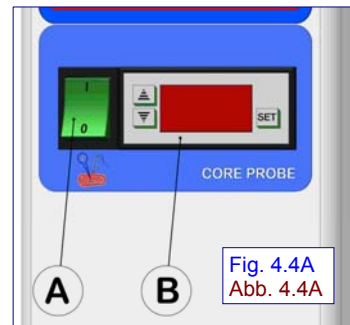 I
0
SET
CORE PROBE
A
B
Fig. 4.4A
Abb. 4.4A